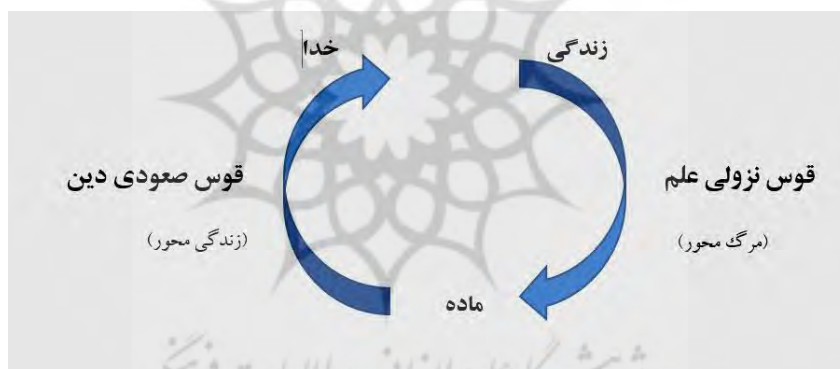 زندگی
خدا
قوس نزولی علم
(مرگ محور)
قوس صعودی دین
(زندگی محور)
ماده